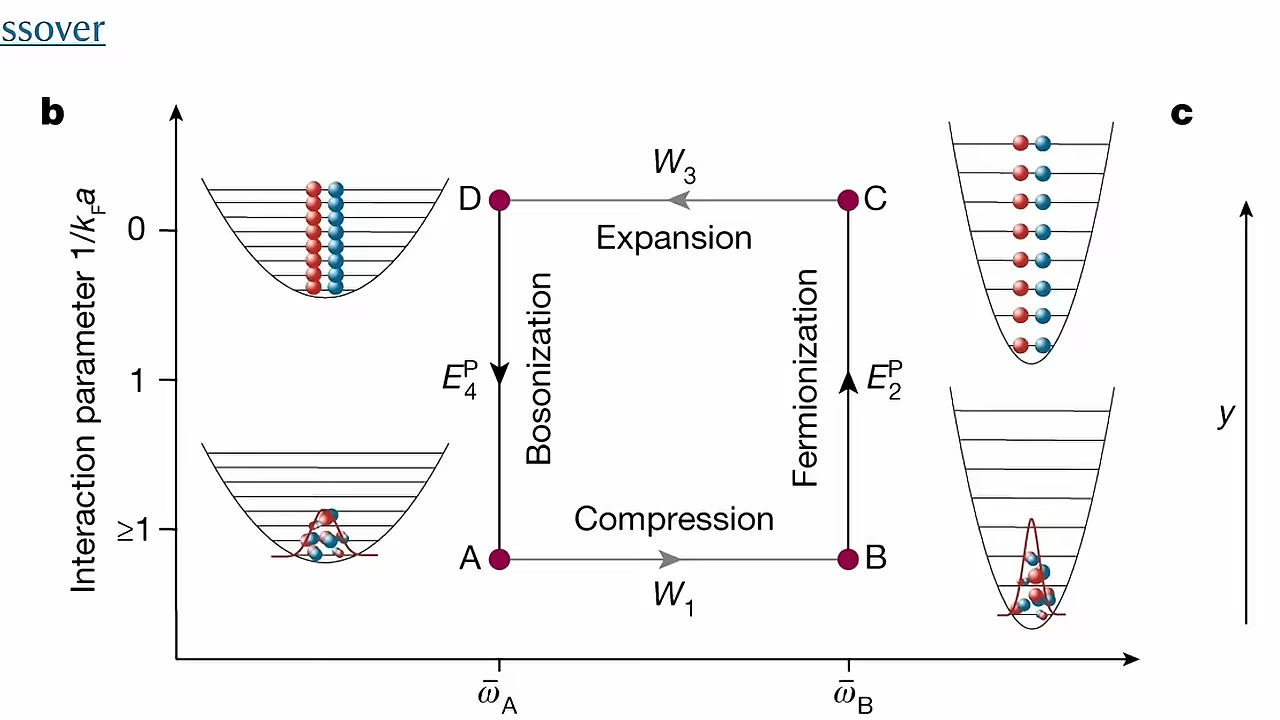 ssover
b
c
W3
D
C
Expansion
Interaction parameter 1/kFa
0
1
≥1
Bosonization
Fermionization
E4P
E2P
y
Compression
A
B
W1
ω̄A
ω̄B